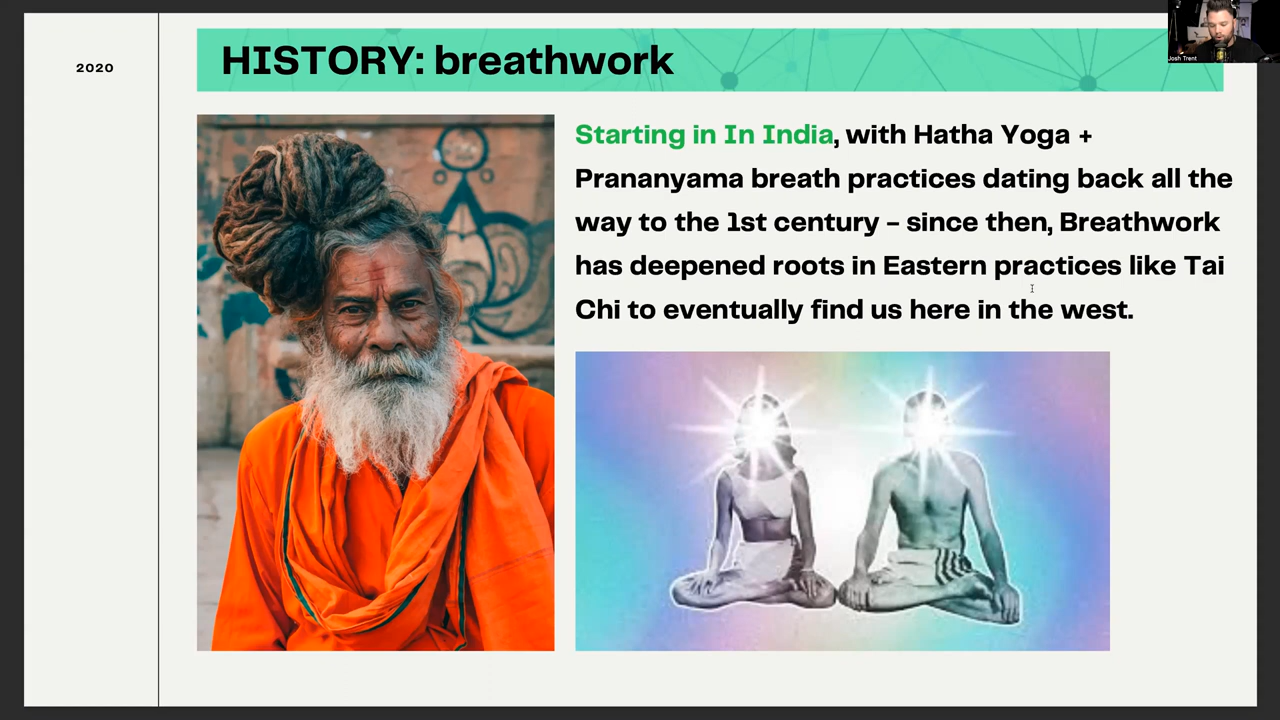 2020
HISTORY: breathwork
Josh Trent
Starting in In India, with Hatha Yoga +
Prananyama breath practices dating back all the
way to the 1st century – since then, Breathwork
has deepened roots in Eastern practices like Tai
Chi to eventually find us here in the west.